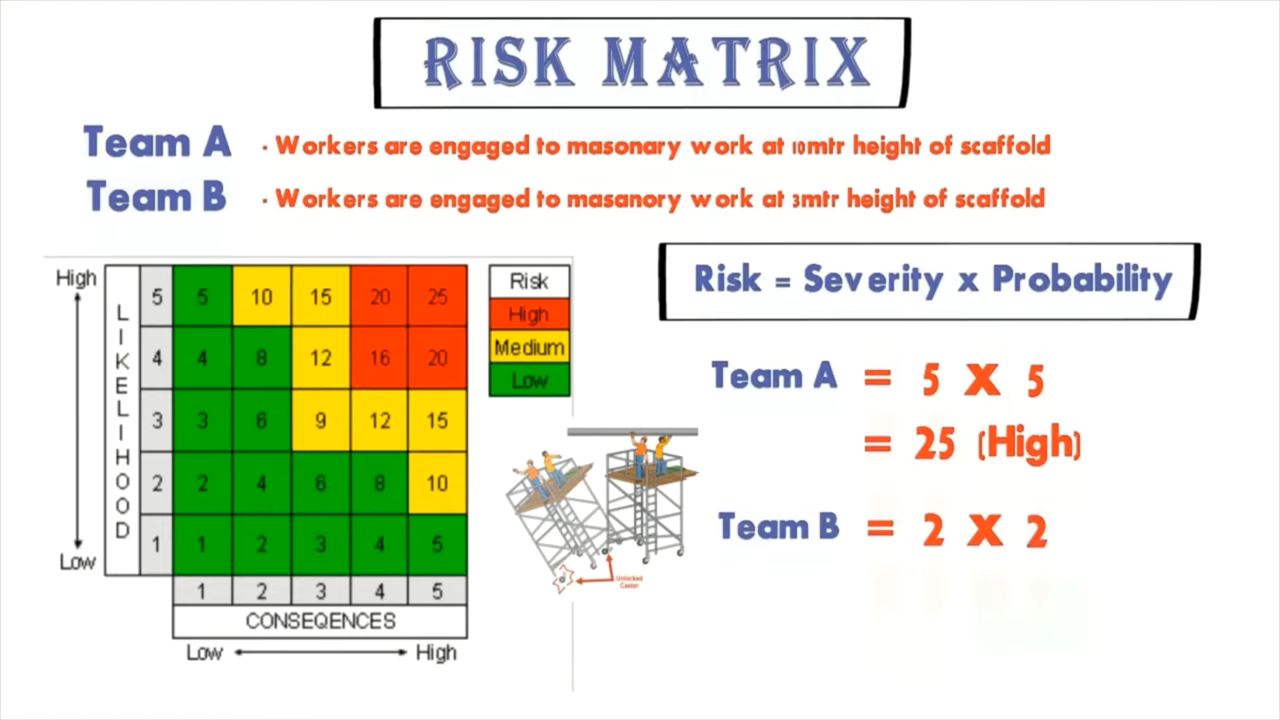 RISK MATRIX
Team A · Workers are engaged to masonary work at 10mtr height of scaffold
Team B · Workers are engaged to masanory work at 3mtr height of scaffold
High
LIKELIHOOD
Low
5 5 10 15 20 25
4 4 8 12 16 20
3 3 6 9 12 15
2 2 4 6 8 10
1 1 2 3 4 5
1 2 3 4 5
CONSEQENCES
Low High
Risk
High
Medium
Low
Unlocked
Caster
Risk = Severity x Probability
Team A = 5 X 5
= 25 (High)
Team B = 2 X 2